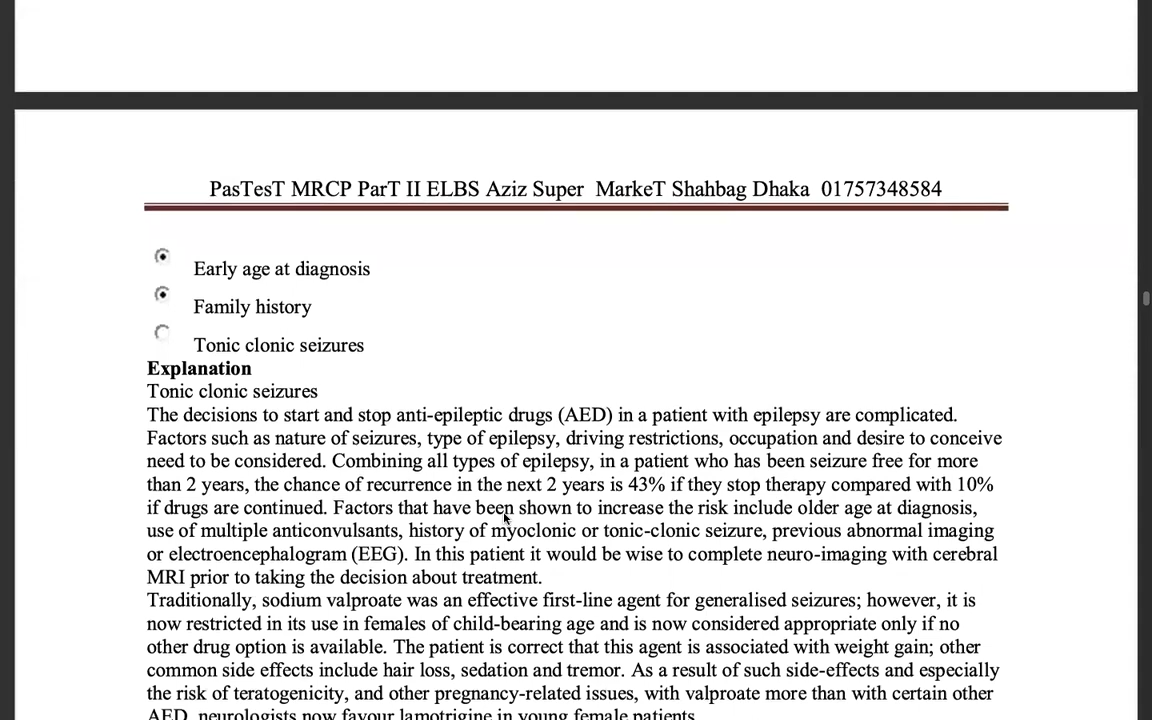 PasTesT MRCP ParT II ELBS Aziz Super MarkeT Shahbag Dhaka 01757348584
Early age at diagnosis
Family history
Tonic clonic seizures
Explanation
Tonic clonic seizures
The decisions to start and stop anti-epileptic drugs (AED) in a patient with epilepsy are complicated.
Factors such as nature of seizures, type of epilepsy, driving restrictions, occupation and desire to conceive
need to be considered. Combining all types of epilepsy, in a patient who has been seizure free for more
than 2 years, the chance of recurrence in the next 2 years is 43% if they stop therapy compared with 10%
if drugs are continued. Factors that have been shown to increase the risk include older age at diagnosis,
use of multiple anticonvulsants, history of myoclonic or tonic-clonic seizure, previous abnormal imaging
or electroencephalogram (EEG). In this patient it would be wise to complete neuro-imaging with cerebral
MRI prior to taking the decision about treatment.
Traditionally, sodium valproate was an effective first-line agent for generalised seizures; however, it is
now restricted in its use in females of child-bearing age and is now considered appropriate only if no
other drug option is available. The patient is correct that this agent is associated with weight gain; other
common side effects include hair loss, sedation and tremor. As a result of such side-effects and especially
the risk of teratogenicity, and other pregnancy-related issues, with valproate more than with certain other
AED, neurologists now favour lamotrigine in young female patients.